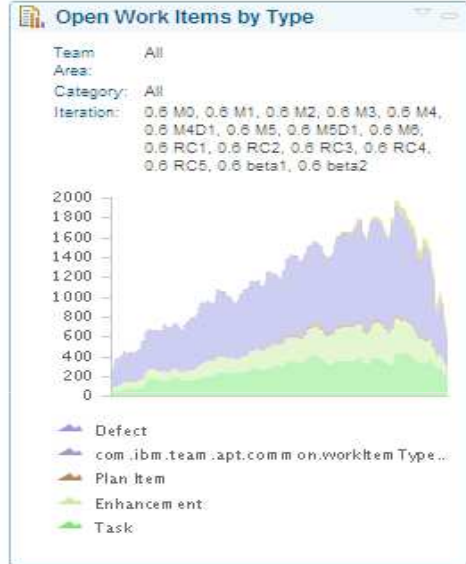 Open Work Items by Type
Team Area: All
Category: All
Iteration: 0.6 M0, 0.6 M1, 0.6 M2, 0.6 M3, 0.6 M4,
0.6 M4D1, 0.6 M5, 0.6 M5D1, 0.6 M6,
0.6 RC1, 0.6 RC2, 0.6 RC3, 0.6 RC4,
0.6 RC5, 0.6 beta1, 0.6 beta2
2000
1800
1600
1400
1200
1000
800
600
400
200
0
Defect
com.ibm.team.apt.common.workItemType..
Plan Item
Enhancement
Task